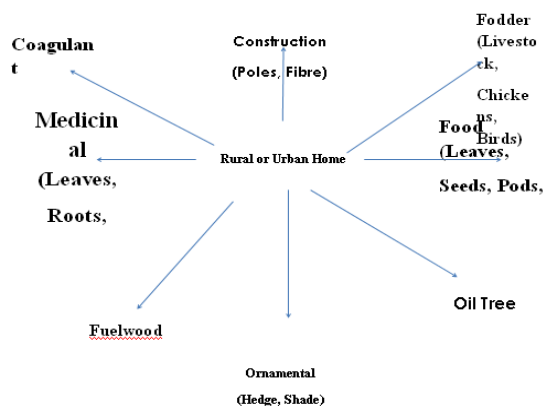 Coagulan
t
Construction
(Poles, Fibre)
Fodder
(Livesto
ck,
Chicke
ns,
Birds)
Medicin
al
(Leaves,
Roots,
Rural or Urban Home
Food
(Leaves,
Seeds, Pods,
Fuelwood
Ornamental
(Hedge, Shade)
Oil Tree